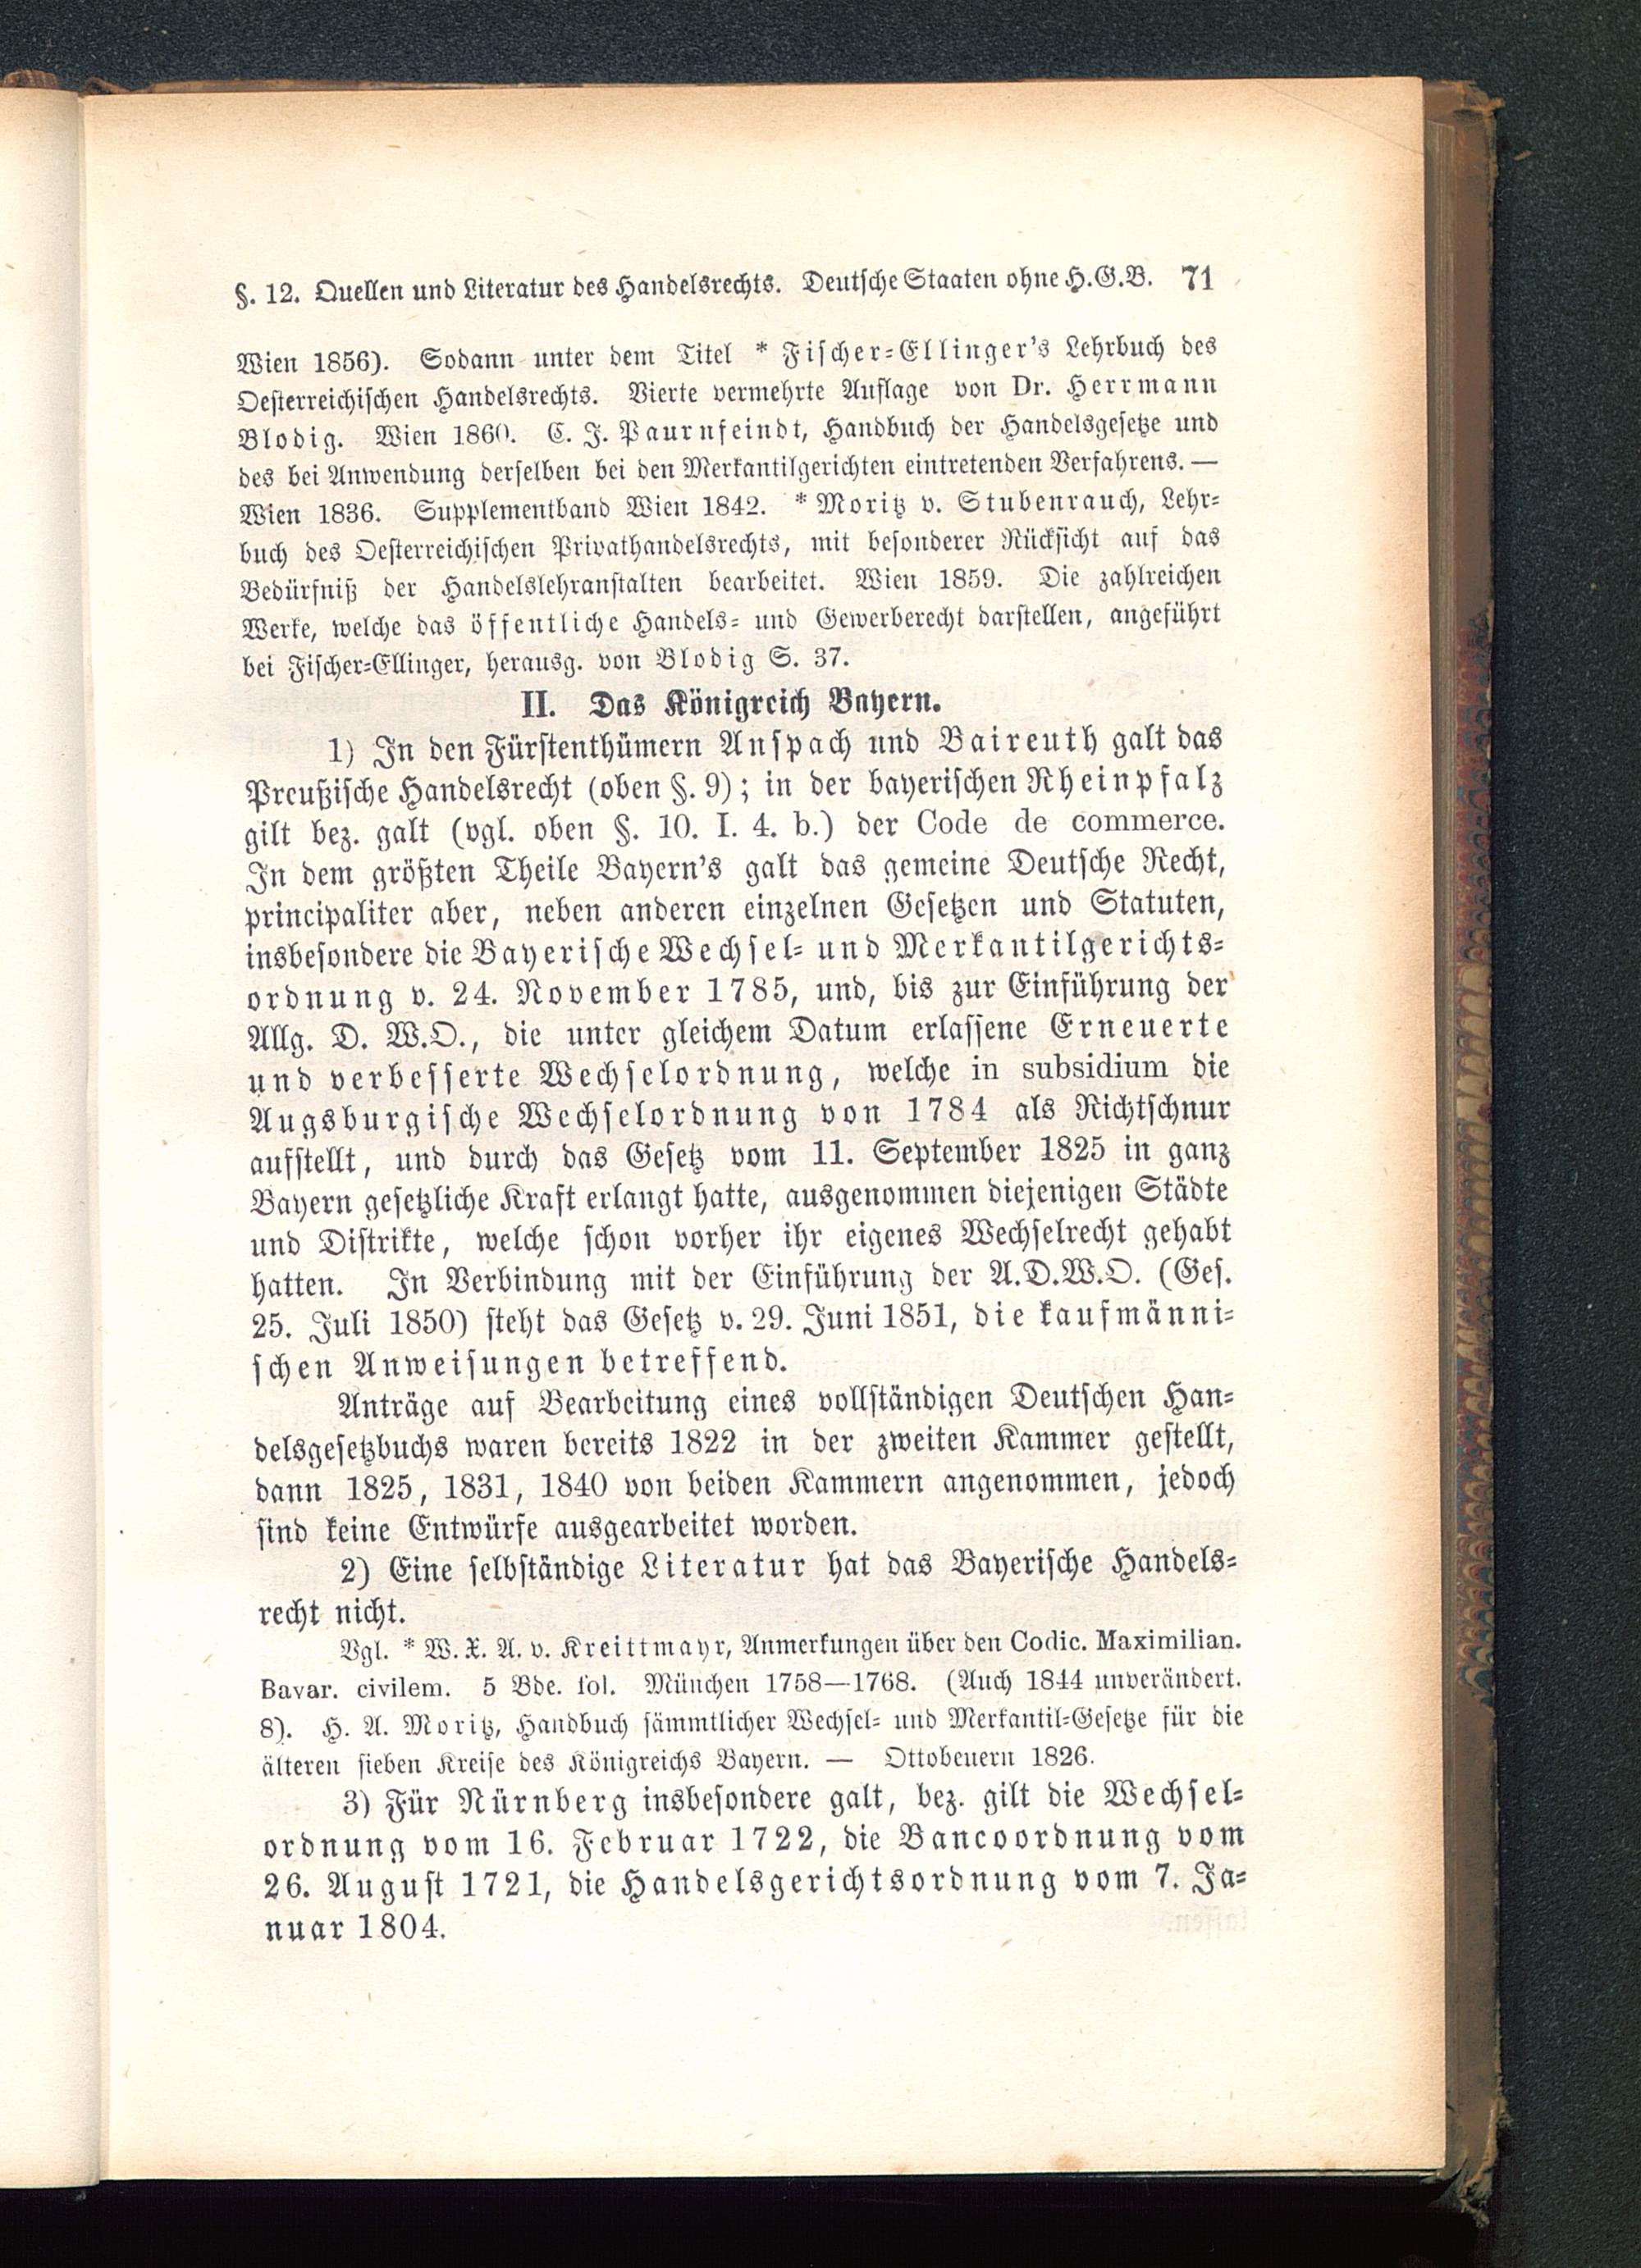 §. 12. Quellen und Literatur des Handelsrechts. Deutsche Staaten ohne H.G.B. 71
Wien 1856). Sodann unter dem Titel * Fischer-Ellinger's Lehrbuch des
Oesterreichischen Handelsrechts. Vierte vermehrte Auflage von Dr. Herrmann
Blodig. Wien 1860. C. J. Paurnfeindt, Handbuch der Handelsgesetze und
des bei Anwendung derselben bei den Merkantilgerichten eintretenden Verfahrens. —
Wien 1836. Supplementband Wien 1842. * Moritz v. Stubenrauch, Lehr-
buch des Oesterreichischen Privathandelsrechts, mit besonderer Rücksicht auf das
Bedürfniß der Handelslehranstalten bearbeitet. Wien 1859. Die zahlreichen
Werke, welche das öffentliche Handels- und Gewerberecht darstellen, angeführt
bei Fischer-Ellinger, herausg. von Blodig S. 37.
II. Das Königreich Bayern.
1) In den Fürstenthümern Anspach und Baireuth galt das
Preußische Handelsrecht (oben §. 9); in der bayerischen Rheinpfalz
gilt bez. galt (vgl. oben §. 10. I. 4. b.) der Code de commerce.
In dem größten Theile Bayern's galt das gemeine Deutsche Recht,
principaliter aber, neben anderen einzelnen Gesetzen und Statuten,
insbesondere die Bayerische Wechsel- und Merkantilgerichts-
ordnung v. 24. November 1785, und, bis zur Einführung der
Allg. D. W.O., die unter gleichem Datum erlassene Erneuerte
und verbesserte Wechselordnung, welche in subsidium die
Augsburgische Wechselordnung von 1784 als Richtschnur
aufstellt, und durch das Gesetz vom 11. September 1825 in ganz
Bayern gesetzliche Kraft erlangt hatte, ausgenommen diejenigen Städte
und Distrikte, welche schon vorher ihr eigenes Wechselrecht gehabt
hatten. In Verbindung mit der Einführung der A.D.W.O. (Ges.
25. Juli 1850) steht das Gesetz v. 29. Juni 1851, die kaufmänni-
schen Anweisungen betreffend.
Anträge auf Bearbeitung eines vollständigen Deutschen Han-
delsgesetzbuchs waren bereits 1822 in der zweiten Kammer gestellt,
dann 1825, 1831, 1840 von beiden Kammern angenommen, jedoch
sind keine Entwürfe ausgearbeitet worden.
2) Eine selbständige Literatur hat das Bayerische Handels-
recht nicht.
Vgl. * W. X. A. v. Kreittmayr, Anmerkungen über den Codic. Maximilian.
Bavar. civilem. 5 Bde. fol. München 1758—1768. (Auch 1844 unverändert.
8). H. A. Moritz, Handbuch sämmtlicher Wechsel- und Merkantil-Gesetze für die
älteren sieben Kreise des Königreichs Bayern. — Ottobeuern 1826.
3) Für Nürnberg insbesondere galt, bez. gilt die Wechsel-
ordnung vom 16. Februar 1722, die Bancoordnung vom
26. August 1721, die Handelsgerichtsordnung vom 7. Ja-
nuar 1804.